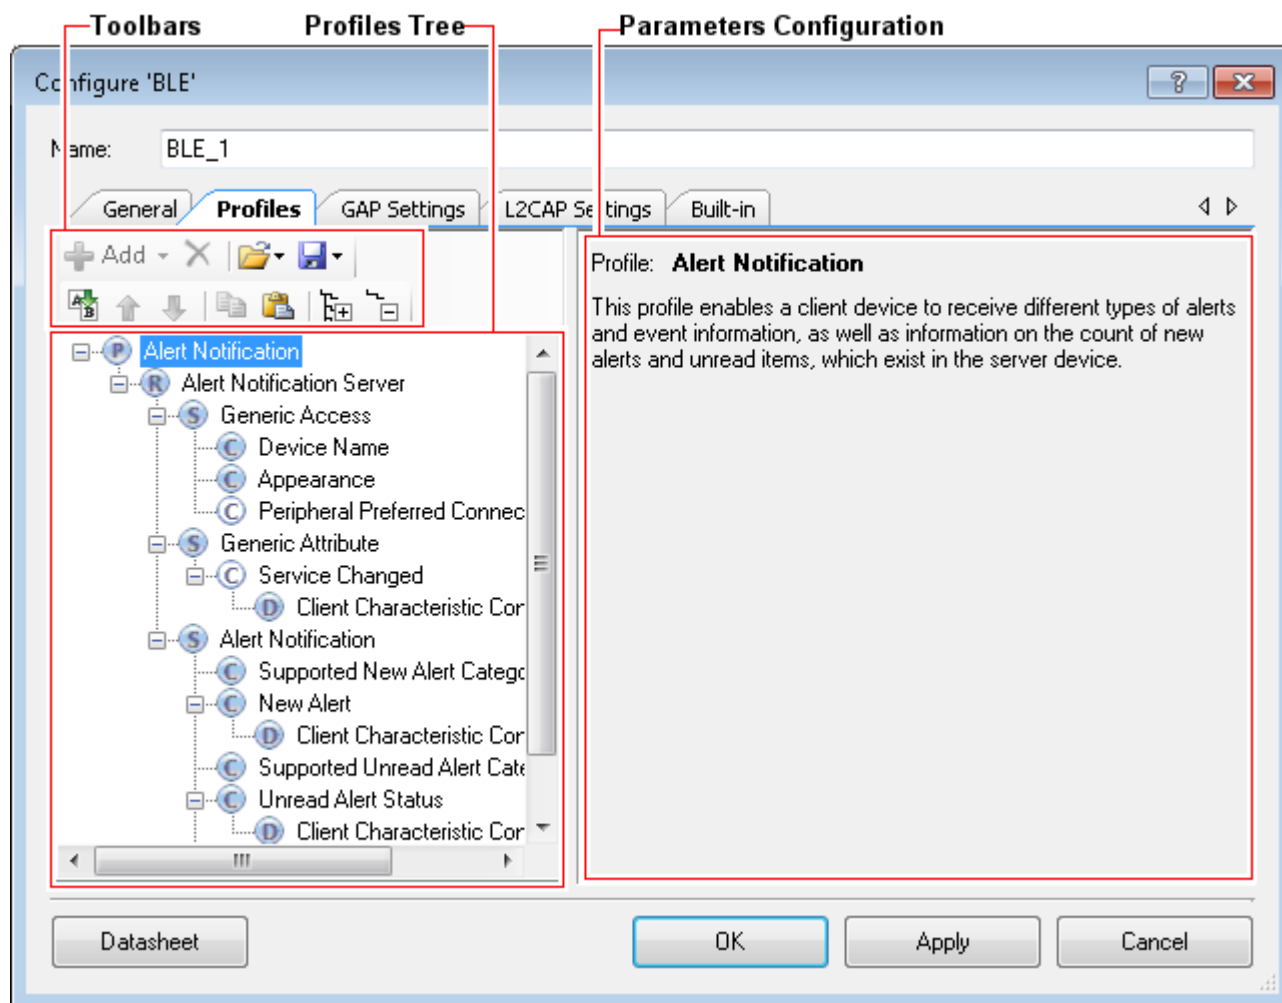 Toolbars Profiles Tree Parameters Configuration
Configure 'BLE'
Name: BLE_1
General Profiles GAP Settings L2CAP Settings Built-in
Add
Profile: Alert Notification
This profile enables a client device to receive different types of alerts
and event information, as well as information on the count of new
alerts and unread items, which exist in the server device.
P Alert Notification
R Alert Notification Server
S Generic Access
C Device Name
C Appearance
C Peripheral Preferred Connec
S Generic Attribute
C Service Changed
D Client Characteristic Cor
S Alert Notification
C Supported New Alert Catego
C New Alert
D Client Characteristic Cor
C Supported Unread Alert Cate
C Unread Alert Status
D Client Characteristic Cor
Datasheet OK Apply Cancel